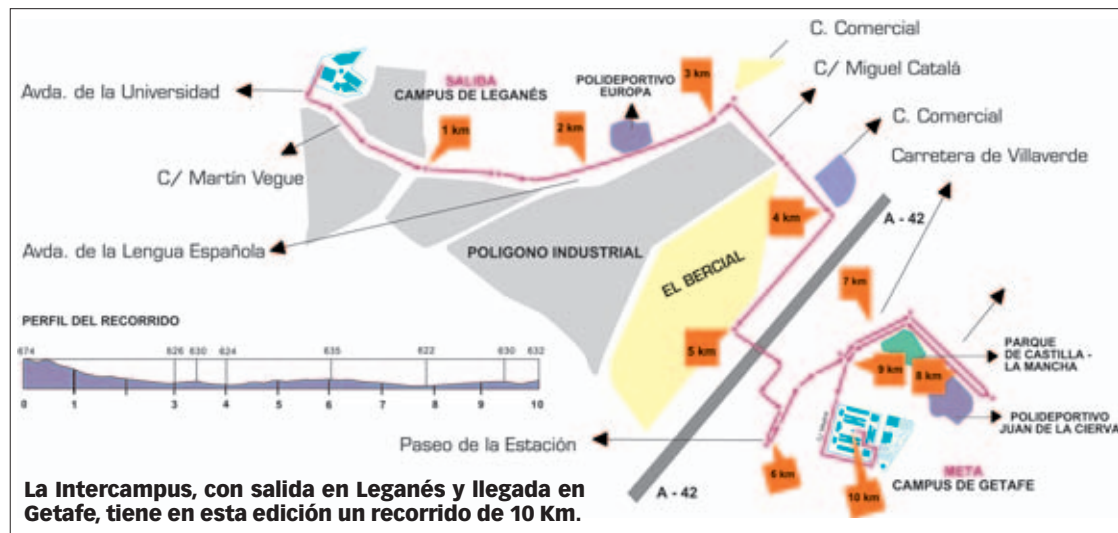 C. Comercial
C/ Miguel Catalá
3 km
POLIDEPORTIVO
EUROPA
SALIDA
CAMPUS DE LEGANÉS
Avda. de la Universidad
1 km
2 km
C. Comercial
Carretera de Villaverde
C/ Martín Vegue
4 km
A - 42
Avda. de la Lengua Española
POLIGONO INDUSTRIAL
EL BERCIAL
7 km
PERFIL DEL RECORRIDO
674 626 630 624 635 622 630 632
0 1 2 3 4 5 6 7 8 9 10
5 km
PARQUE
DE CASTILLA -
LA MANCHA
9 km
8 km
POLIDEPORTIVO
JUAN DE LA CIERVA
Paseo de la Estación
6 km
META
CAMPUS DE GETAFE
10 km
A - 42
La Intercampus, con salida en Leganés y llegada en
Getafe, tiene en esta edición un recorrido de 10 Km.